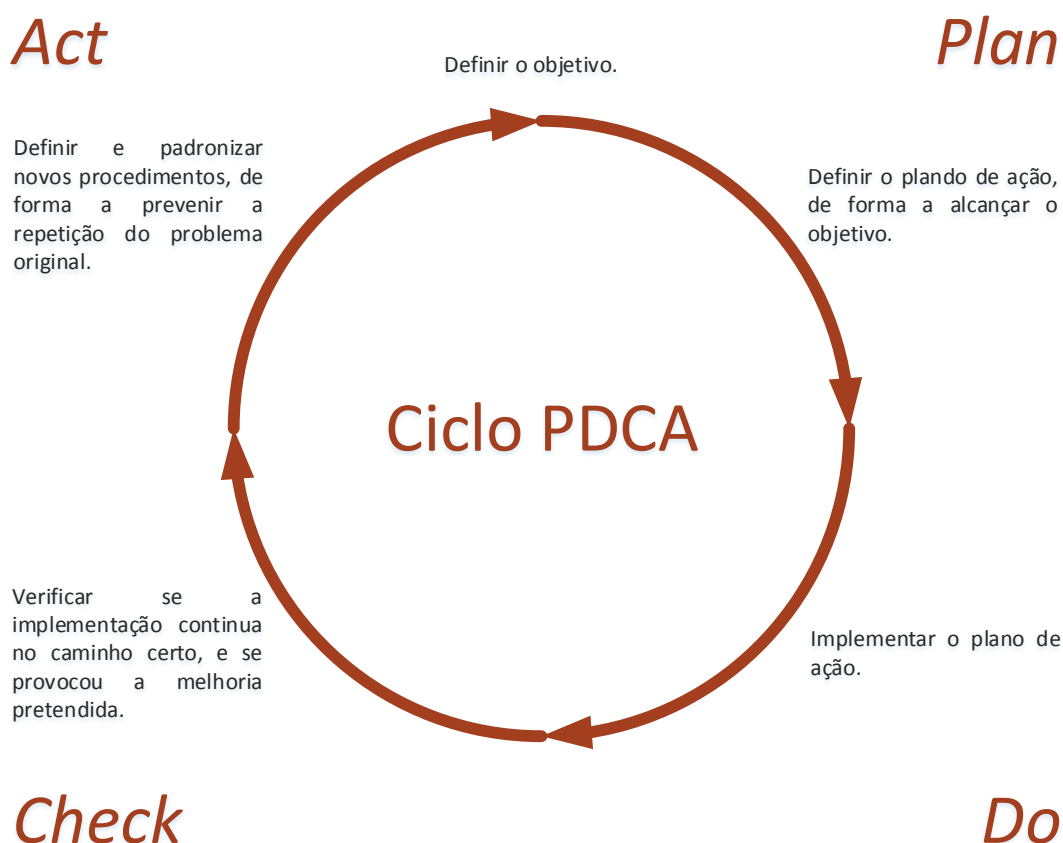 Act
Plan
Definir o objetivo.
Definir e padronizar
novos procedimentos, de
forma a prevenir a
repetição do problema
original.
Definir o plando de ação,
de forma a alcançar o
objetivo.
Ciclo PDCA
Verificar se a
implementação continua
no caminho certo, e se
provocou a melhoria
pretendida.
Implementar o plano de
ação.
Check
Do